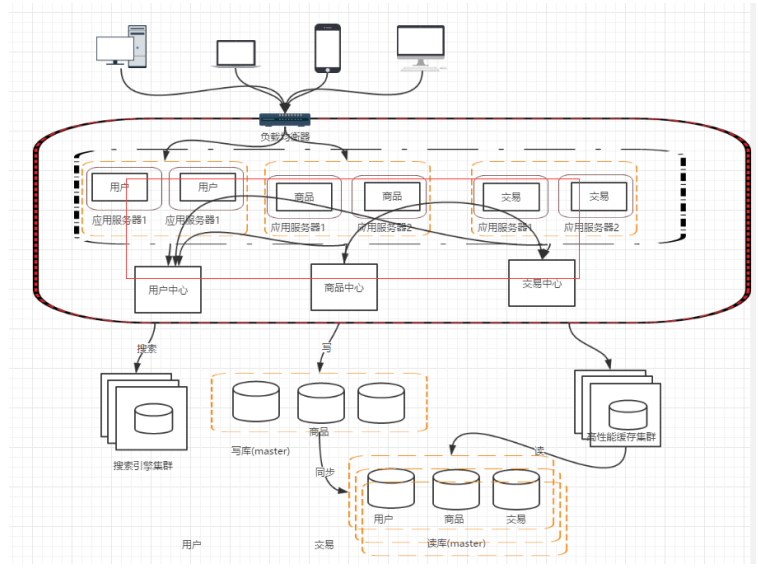 负载均衡器
用户
用户
商品
商品
交易
交易
应用服务器1
应用服务器1
应用服务器1
应用服务器2
应用服务器1
应用服务器2
用户中心
商品中心
交易中心
搜索
写
搜索引擎集群
商品
写库(master)
高性能缓存集群
读
同步
用户
商品
交易
用户
交易
读库(master)